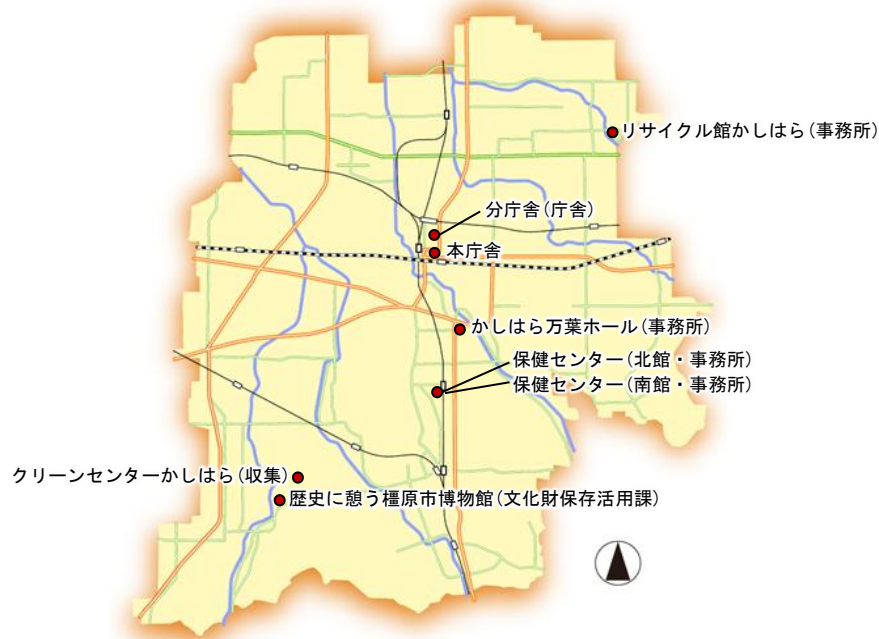 リサイクル館かしはら(事務所)
分庁舎(庁舎)
本庁舎
かしはら万葉ホール(事務所)
保健センター(北館・事務所)
保健センター(南館・事務所)
クリーンセンターかしはら(収集)
歴史に憩う橿原市博物館(文化財保存活用課)